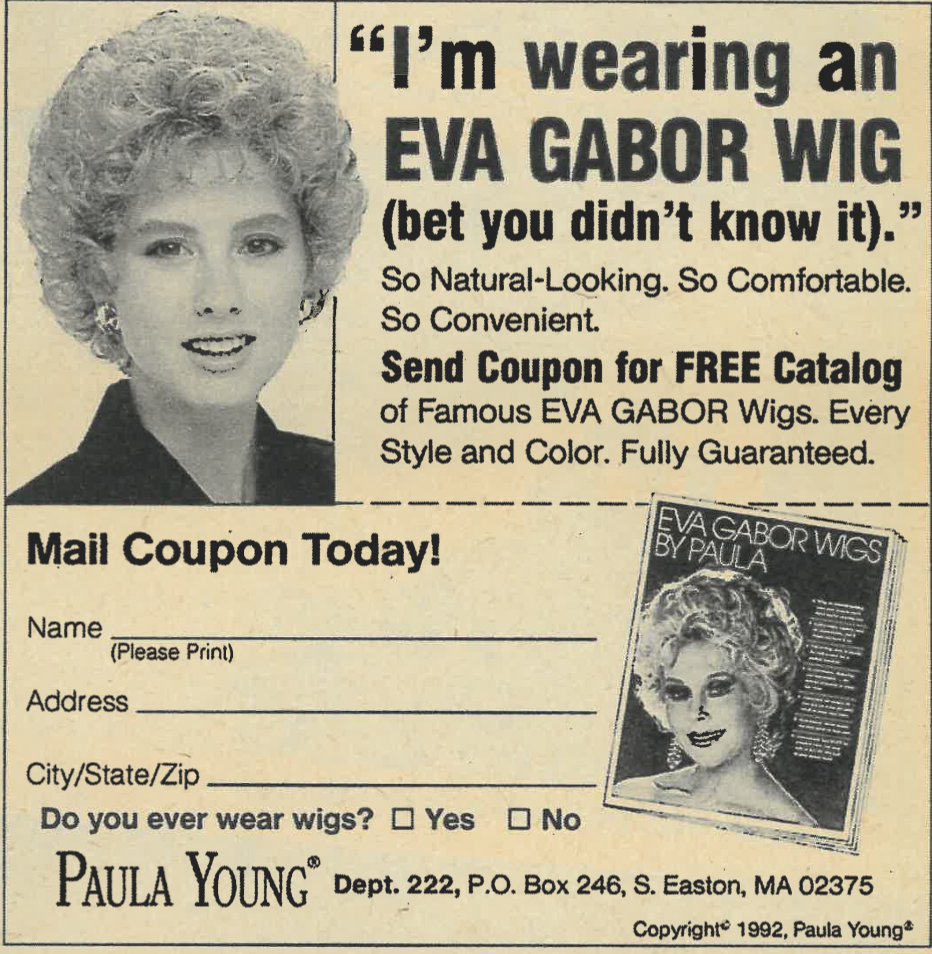 “I’m wearing an
EVA GABOR WIG
(bet you didn’t know it).”
So Natural-Looking. So Comfortable.
So Convenient.
Send Coupon for FREE Catalog
of Famous EVA GABOR Wigs. Every
Style and Color. Fully Guaranteed.
Mail Coupon Today!
Name
(Please Print)
Address
City/State/Zip
Do you ever wear wigs? ☐ Yes ☐ No
EVA GABOR WIGS
BY PAULA
PAULA YOUNG® Dept. 222, P.O. Box 246, S. Easton, MA 02375
Copyright© 1992, Paula Young®